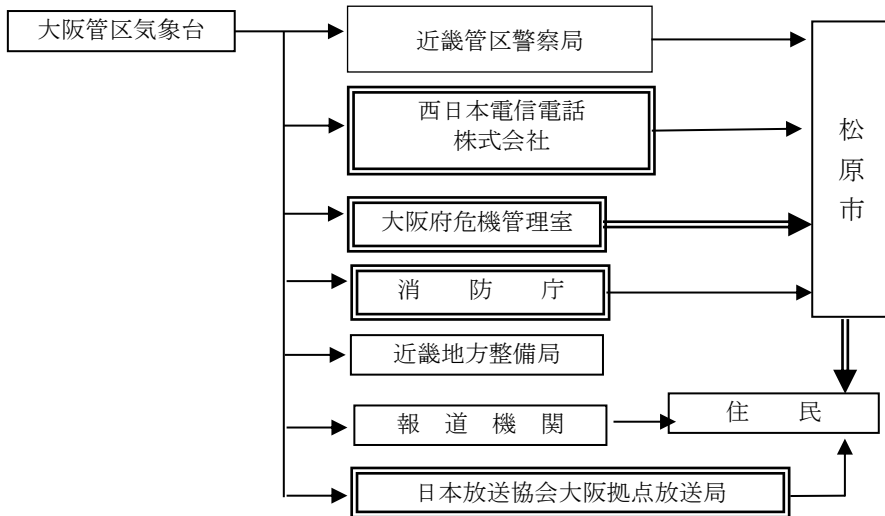 大阪管区気象台
近畿管区警察局
西日本電信電話
株式会社
大阪府危機管理室
消　防　庁
近畿地方整備局
報　道　機　関
日本放送協会大阪拠点放送局
松原市
住　民